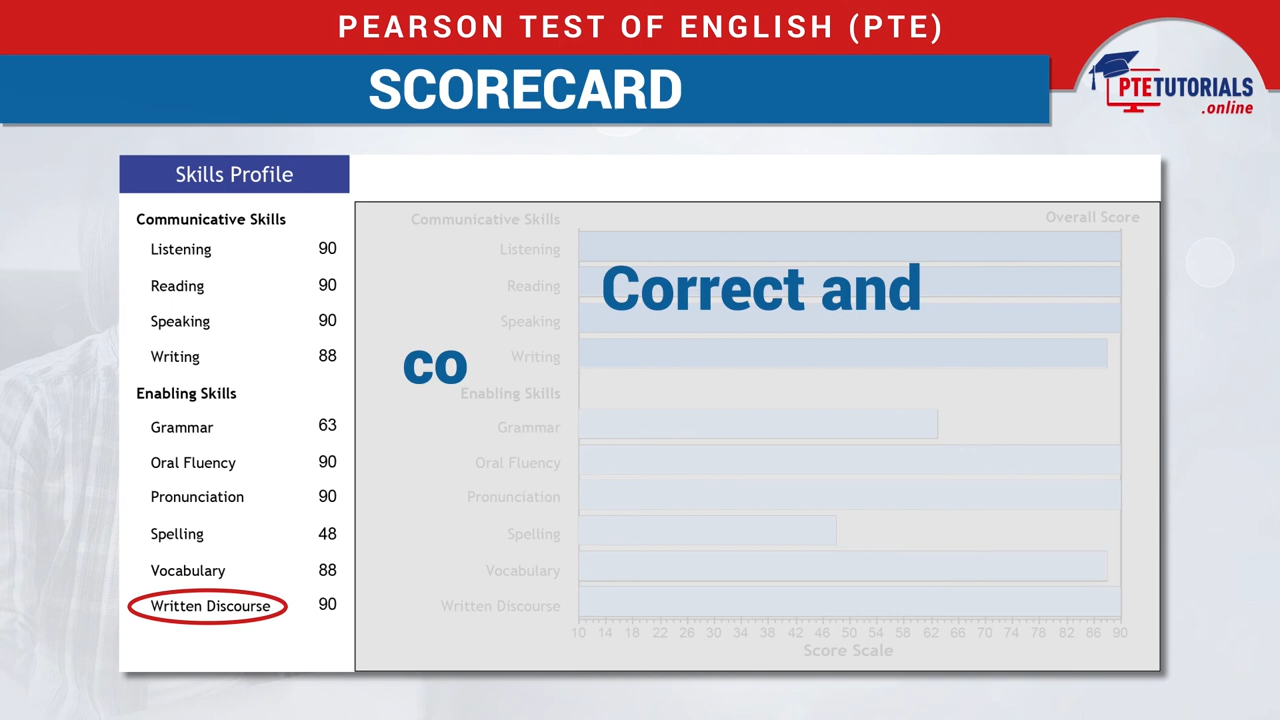 PEARSON TEST OF ENGLISH (PTE)
SCORECARD
PTETUTORIALS
.online
Skills Profile
Communicative Skills
Listening 90
Reading 90
Speaking 90
Writing 88
Enabling Skills
Grammar 63
Oral Fluency 90
Pronunciation 90
Spelling 48
Vocabulary 88
Written Discourse 90
Communicative Skills Overall Score
Listening
Reading
Correct and
Speaking
Writing
co
Enabling Skills
Grammar
Oral Fluency
Pronunciation
Spelling
Vocabulary
Written Discourse
10 14 18 22 26 30 34 38 42 46 50 54 58 62 66 70 74 78 82 86 90
Score Scale